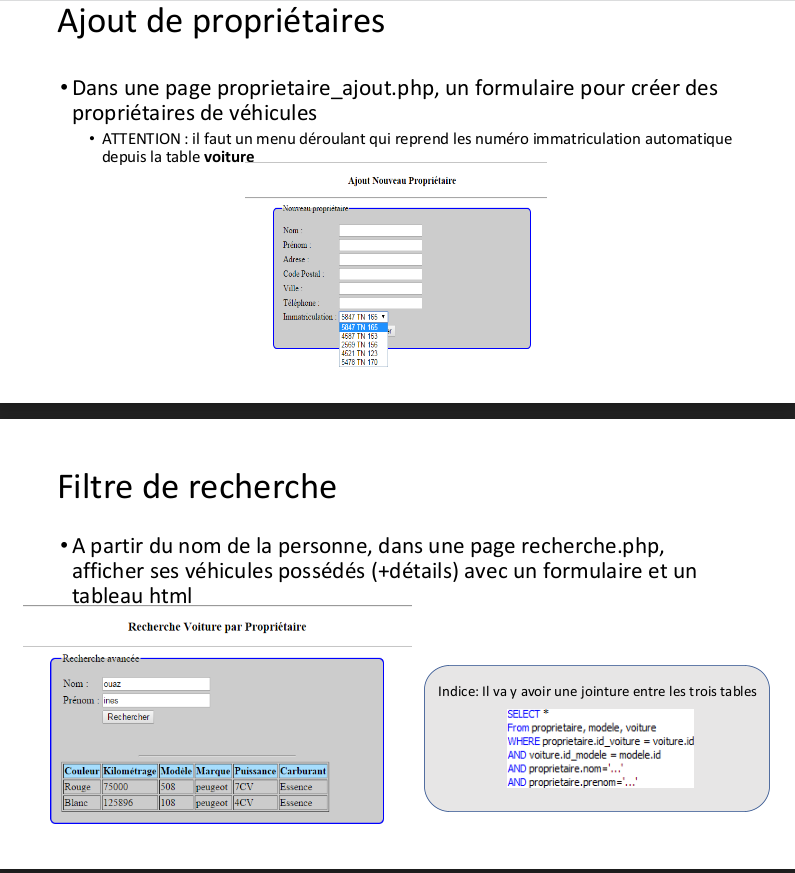 Ajout de propriétaires
• Dans une page proprietaire_ajout.php, un formulaire pour créer des
propriétaires de véhicules
• ATTENTION : il faut un menu déroulant qui reprend les numéro immatriculation automatique
depuis la table voiture
Ajout Nouveau Propriétaire
Nouveau propriétaire
Nom :
Prénom :
Adrese :
Code Postal :
Ville :
Téléphone :
Immatriculation : 5847 TN 165
5847 TN 165
4587 TN 153
2569 TN 156
4521 TN 123
5478 TN 170
Filtre de recherche
• A partir du nom de la personne, dans une page recherche.php,
afficher ses véhicules possédés (+détails) avec un formulaire et un
tableau html
Recherche Voiture par Propriétaire
Recherche avancée
Nom : ouaz
Prénom : ines
Rechercher
Couleur Kilométrage Modèle Marque Puissance Carburant
Rouge 75000 508 peugeot 7CV Essence
Blanc 125896 108 peugeot 4CV Essence
Indice: Il va y avoir une jointure entre les trois tables
SELECT *
From proprietaire, modele, voiture
WHERE proprietaire.id_voiture = voiture.id
AND voiture.id_modele = modele.id
AND proprietaire.nom='...'
AND proprietaire.prenom='...'